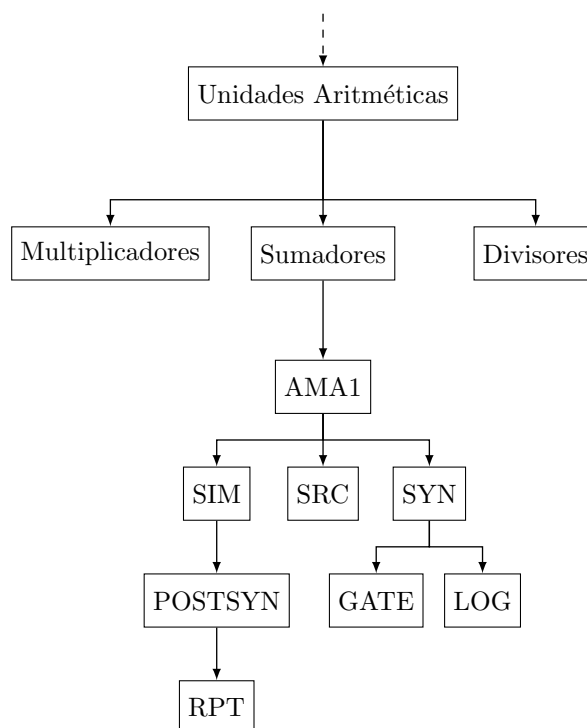 Unidades Aritméticas
Multiplicadores
Sumadores
Divisores
AMA1
SIM
SRC
SYN
POSTSYN
GATE
LOG
RPT